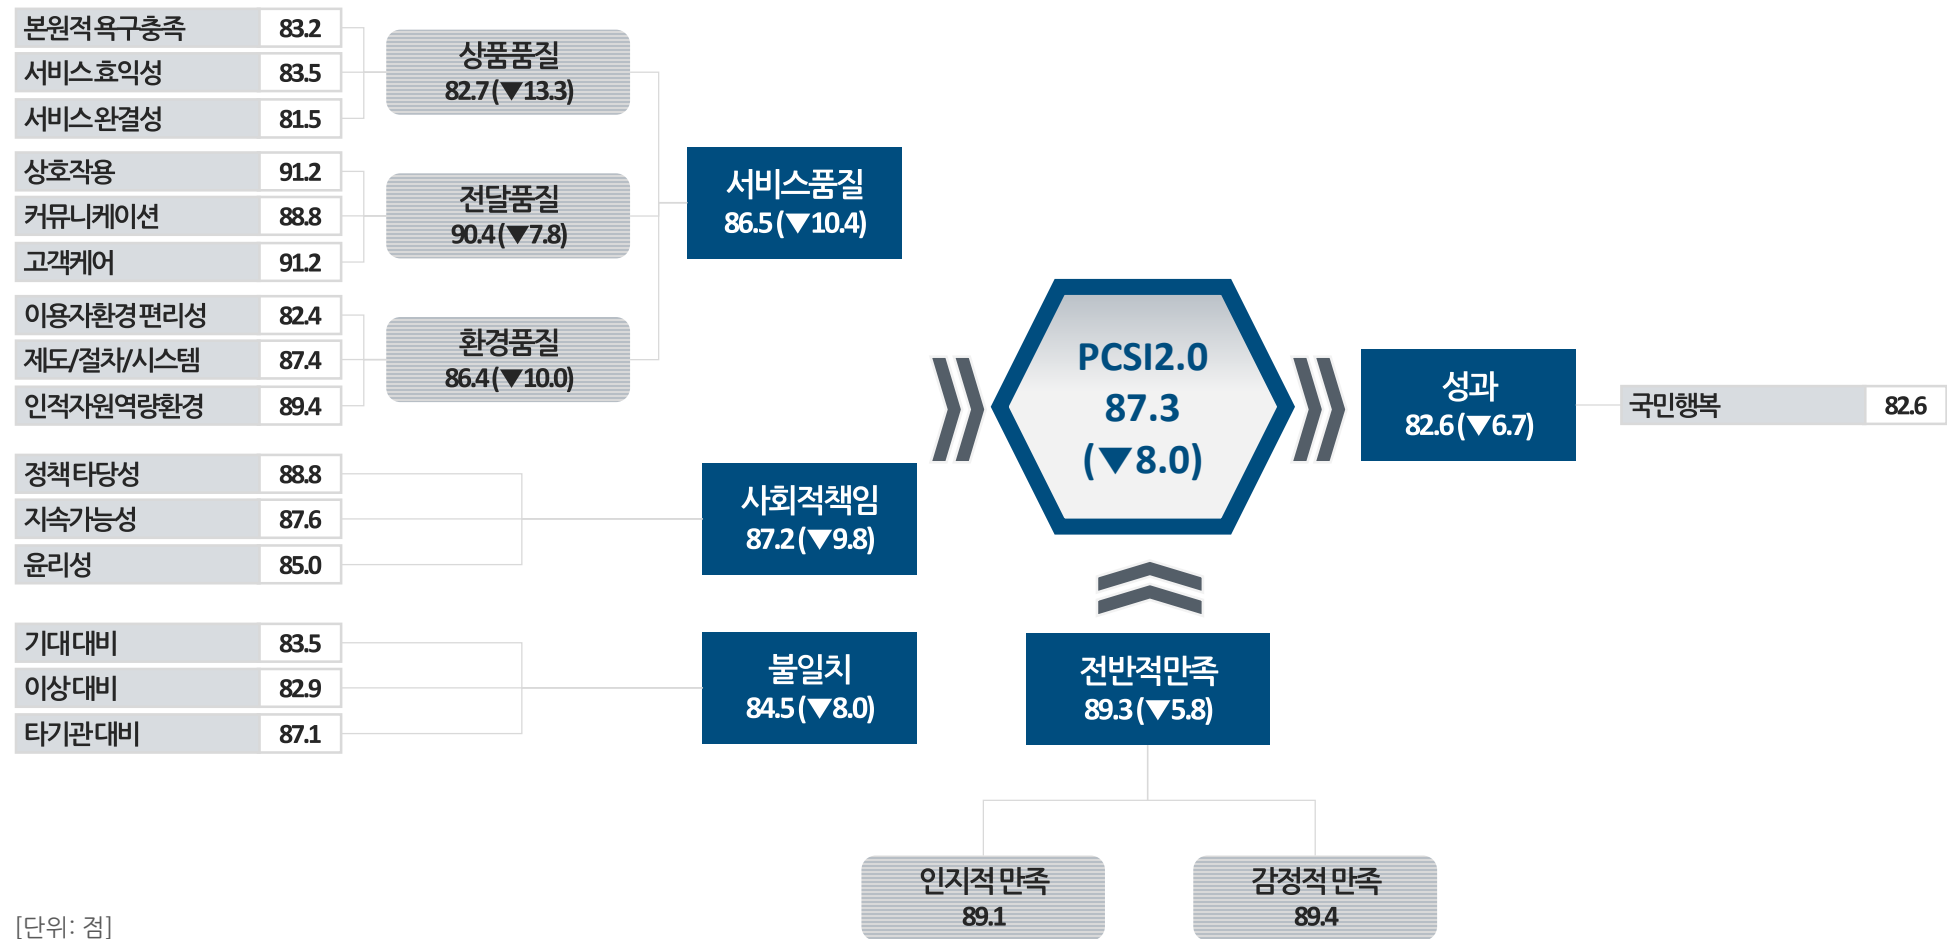 본원적 욕구충족 83.2
서비스 효익성 83.5
서비스 완결성 81.5
상품품질
82.7 (▼13.3)
상호작용 91.2
커뮤니케이션 88.8
고객케어 91.2
전달품질
90.4 (▼7.8)
이용자환경 편리성 82.4
제도/절차/시스템 87.4
인적자원역량환경 89.4
환경품질
86.4 (▼10.0)
서비스품질
86.5 (▼10.4)
정책 타당성 88.8
지속가능성 87.6
윤리성 85.0
사회적책임
87.2 (▼9.8)
기대 대비 83.5
이상 대비 82.9
타기관 대비 87.1
불일치
84.5 (▼8.0)
PCSI2.0
87.3
(▼8.0)
성과
82.6 (▼6.7)
국민행복 82.6
전반적만족
89.3 (▼5.8)
인지적 만족
89.1
감정적 만족
89.4
[단위: 점]